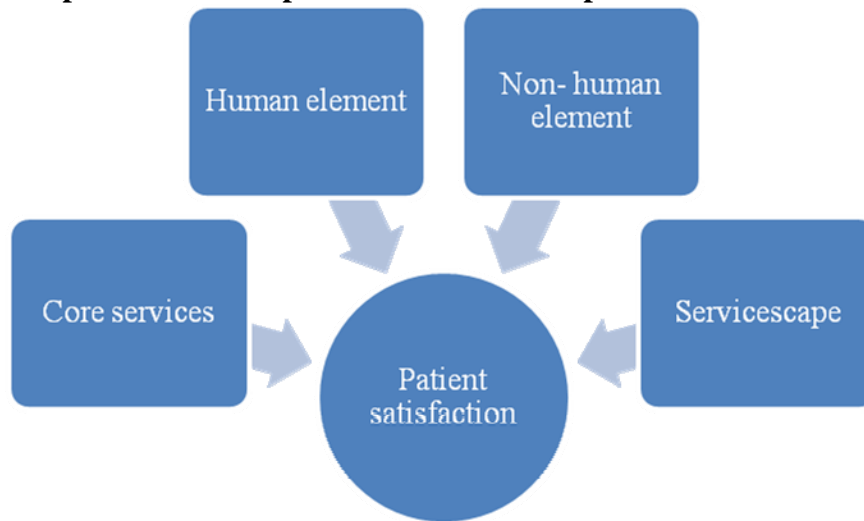 Human element
Non- human
element
Core services
Servicescape
Patient
satisfaction